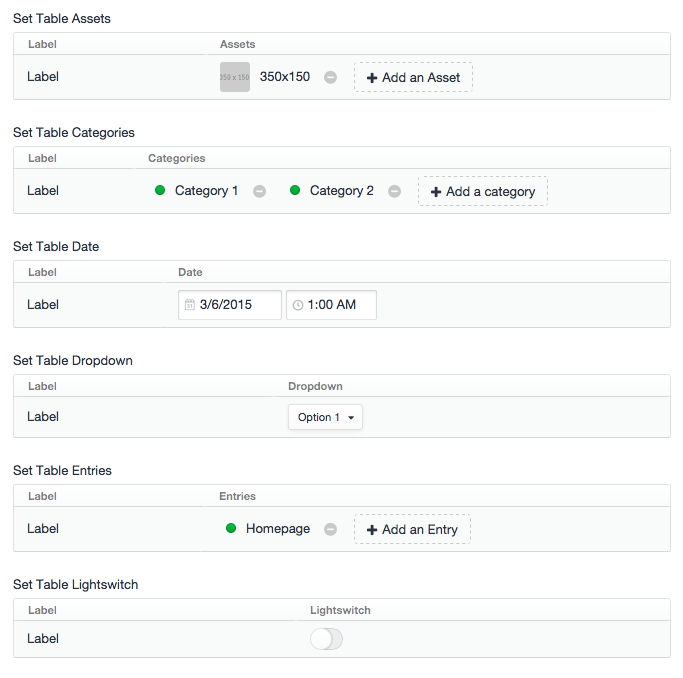 Set Table Assets
Label Assets
Label 350 x 150 350x150 Add an Asset
Set Table Categories
Label Categories
Label Category 1 Category 2 Add a category
Set Table Date
Label Date
Label 3/6/2015 1:00 AM
Set Table Dropdown
Label Dropdown
Label Option 1
Set Table Entries
Label Entries
Label Homepage Add an Entry
Set Table Lightswitch
Label Lightswitch
Label